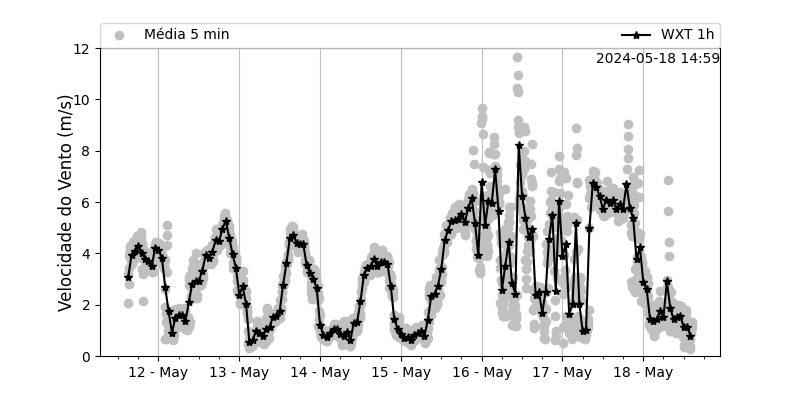 Média 5 min
WXT 1h
2024-05-18 14:59
Velocidade do Vento (m/s)
12
10
8
6
4
2
0
12 - May
13 - May
14 - May
15 - May
16 - May
17 - May
18 - May